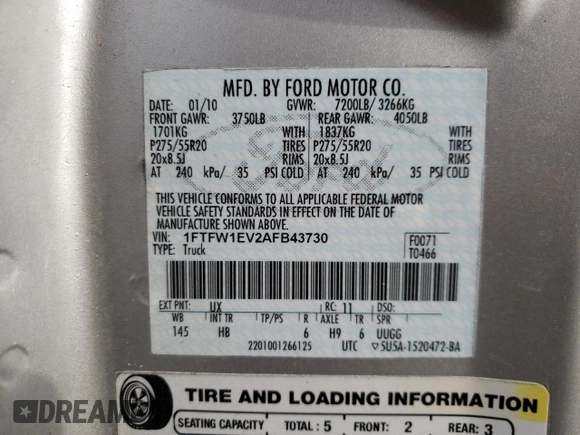 MFD. BY FORD MOTOR CO.
DATE: 01/10 GVWR: 7200LB/ 3266KG
FRONT GAWR: 3750LB REAR GAWR: 4050LB
1701KG WITH 1837KG WITH
P275/55R20 TIRES P275/55R20 TIRES
20x8.5J RIMS 20x8.5J RIMS
AT 240 kPa/ 35 PSI COLD AT 240 kPa/ 35 PSI COLD
THIS VEHICLE CONFORMS TO ALL APPLICABLE FEDERAL MOTOR
VEHICLE SAFETY STANDARDS IN EFFECT ON THE DATE OF
MANUFACTURE SHOWN ABOVE.
VIN: 1FTFW1EV2AFB43730 F0071
TYPE: Truck T0466
EXT PNT: UX RC: 11 DSO:
WB INT TR TP/PS R AXLE TR SPR
145 HB 6 H9 6 UUGG
2201001266125 UTC 5U5A-1520472-BA
TIRE AND LOADING INFORMATION
SEATING CAPACITY TOTAL: 5 FRONT: 2 REAR: 3
DREAM